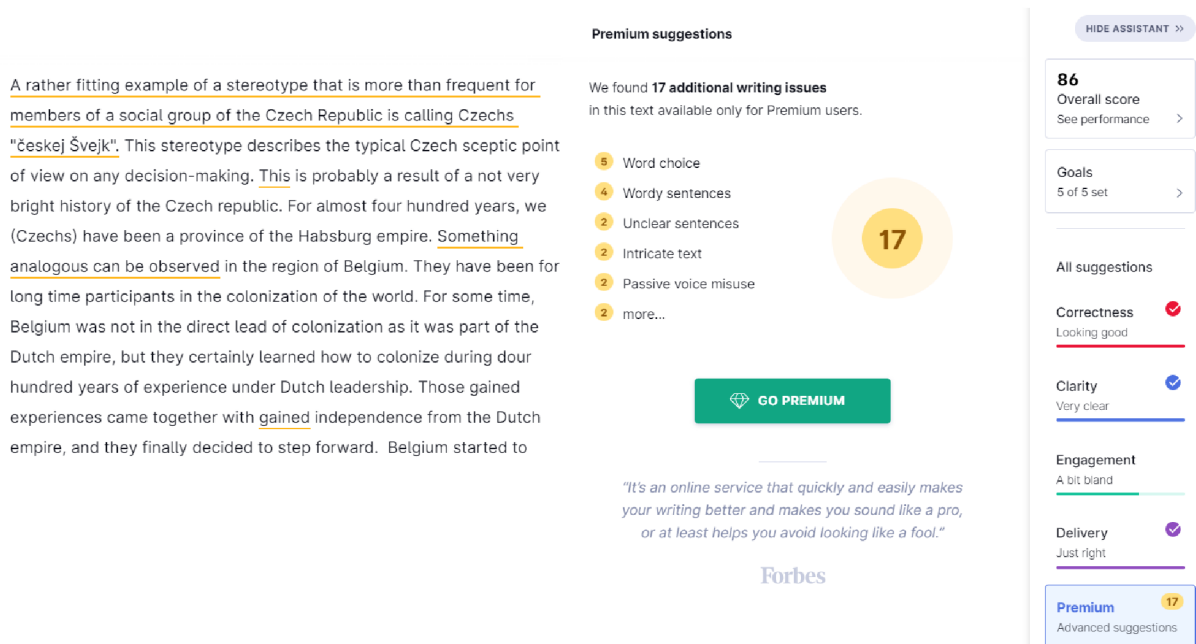 A rather fitting example of a stereotype that is more than frequent for
members of a social group of the Czech Republic is calling Czechs
"českej Švejk". This stereotype describes the typical Czech sceptic point
of view on any decision-making. This is probably a result of a not very
bright history of the Czech republic. For almost four hundred years, we
(Czechs) have been a province of the Habsburg empire. Something
analogous can be observed in the region of Belgium. They have been for
long time participants in the colonization of the world. For some time,
Belgium was not in the direct lead of colonization as it was part of the
Dutch empire, but they certainly learned how to colonize during dour
hundred years of experience under Dutch leadership. Those gained
experiences came together with gained independence from the Dutch
empire, and they finally decided to step forward.  Belgium started to
Premium suggestions
We found 17 additional writing issues
in this text available only for Premium users.
5 Word choice
4 Wordy sentences
2 Unclear sentences
2 Intricate text
2 Passive voice misuse
2 more...
17
GO PREMIUM
"It's an online service that quickly and easily makes
your writing better and makes you sound like a pro,
or at least helps you avoid looking like a fool."
Forbes
HIDE ASSISTANT »
86
Overall score
See performance
Goals
5 of 5 set
All suggestions
Correctness
Looking good
Clarity
Very clear
Engagement
A bit bland
Delivery
Just right
Premium 17
Advanced suggestions